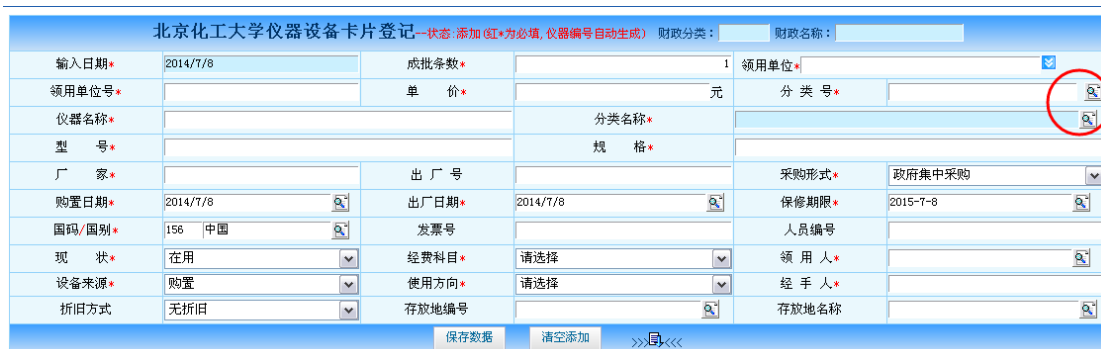 北京化工大学仪器设备卡片登记--状态:添加(红*为必填,仪器编号自动生成) 财政分类: 财政名称:
输入日期* 2014/7/8 成批条数* 1 领用单位*
领用单位号* 单 价* 元 分 类 号*
仪器名称* 分类名称*
型 号* 规 格*
厂 家* 出 厂 号 采购形式* 政府集中采购
购置日期* 2014/7/8 出厂日期* 2014/7/8 保修期限* 2015-7-8
国码/国别* 156 中国 发票号 人员编号
现 状* 在用 经费科目* 请选择 领 用 人*
设备来源* 购置 使用方向* 请选择 经 手 人*
折旧方式 无折旧 存放地编号 存放地名称
保存数据 清空添加 >>> <<<